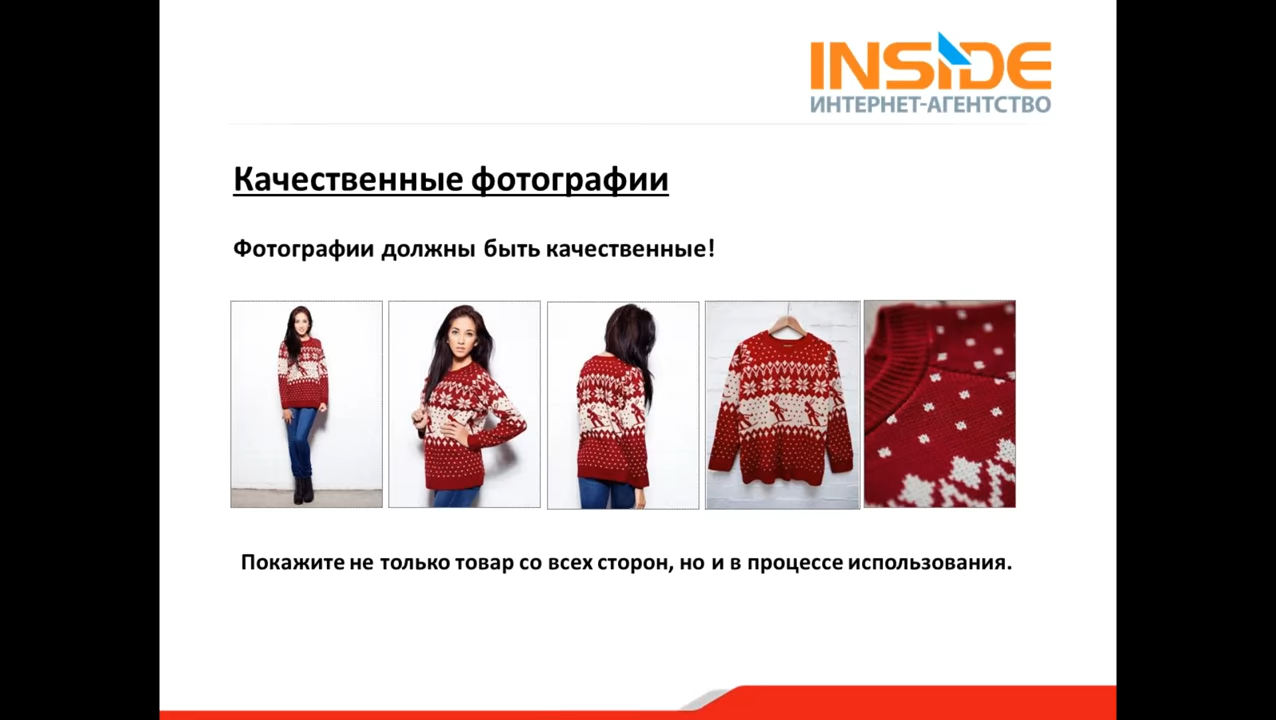 INSIDE
ИНТЕРНЕТ-АГЕНТСТВО
Качественные фотографии
Фотографии должны быть качественные!
Покажите не только товар со всех сторон, но и в процессе использования.